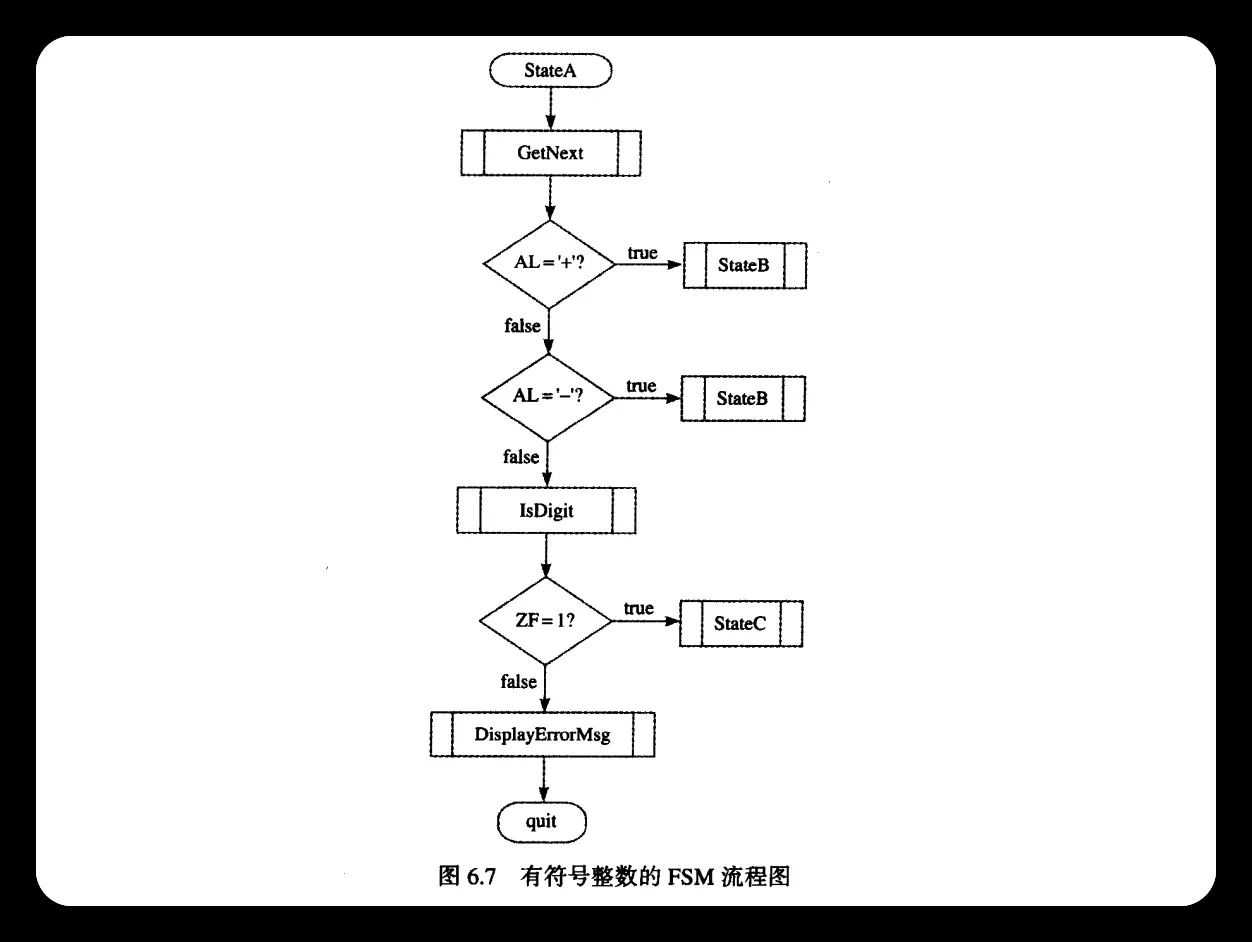 StateA
GetNext
AL='+'?
true
StateB
false
AL='–'?
true
StateB
false
IsDigit
ZF=1?
true
StateC
false
DisplayErrorMsg
quit
图 6.7 有符号整数的 FSM 流程图